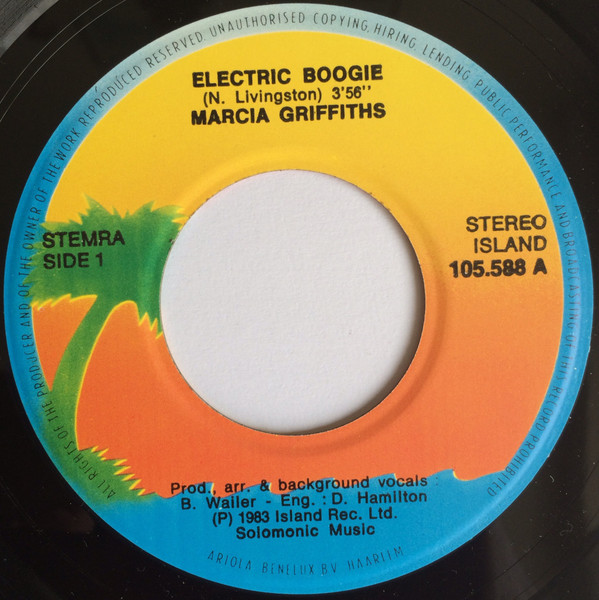 ALL RIGHTS OF THE PRODUCER AND OF THE OWNER OF THE WORK REPRODUCED RESERVED. UNAUTHORISED COPYING, HIRING, LENDING, PUBLIC PERFORMANCE AND BROADCASTING OF THE RECORD PROHIBITED
ELECTRIC BOOGIE
(N. Livingston) 3'56''
MARCIA GRIFFITHS
STEMRA
SIDE 1
STEREO
ISLAND
105.588 A
Prod., arr. & background vocals
B. Wailer - Eng. : D. Hamilton
(P) 1983 Island Rec. Ltd.
Solomonic Music
ARIOLA BENELUX B.V. HAARLEM